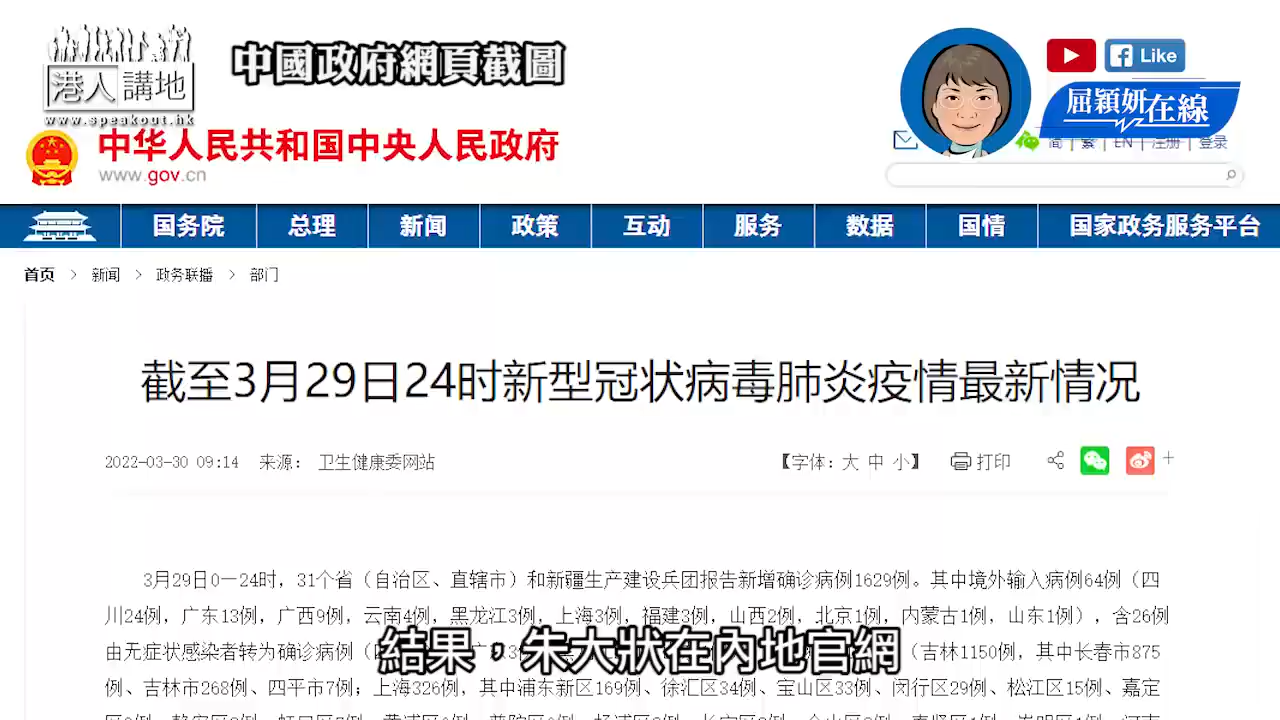 港人講地
www.speakout.hk
中國政府網頁截圖
Like
屈穎妍在線
中华人民共和国中央人民政府
www.gov.cn
简 | 繁 | EN | 注册 | 登录
国务院 总理 新闻 政策 互动 服务 数据 国情 国家政务服务平台
首页 > 新闻 > 政务联播 > 部门
截至3月29日24时新型冠状病毒肺炎疫情最新情况
2022-03-30 09:14 来源： 卫生健康委网站 【字体：大 中 小】 打印
3月29日0—24时，31个省（自治区、直辖市）和新疆生产建设兵团报告新增确诊病例1629例。其中境外输入病例64例（四
川24例，广东13例，广西9例，云南4例，黑龙江3例，上海3例，福建3例，山西2例，北京1例，内蒙古1例，山东1例），含26例
由无症状感染者转为确诊病例（ （吉林1150例，其中长春市875
結果，朱大狀在內地官網
例、吉林市268例、四平市7例；上海326例，其中浦东新区169例、徐汇区34例、宝山区33例、闵行区29例、松江区15例、嘉定